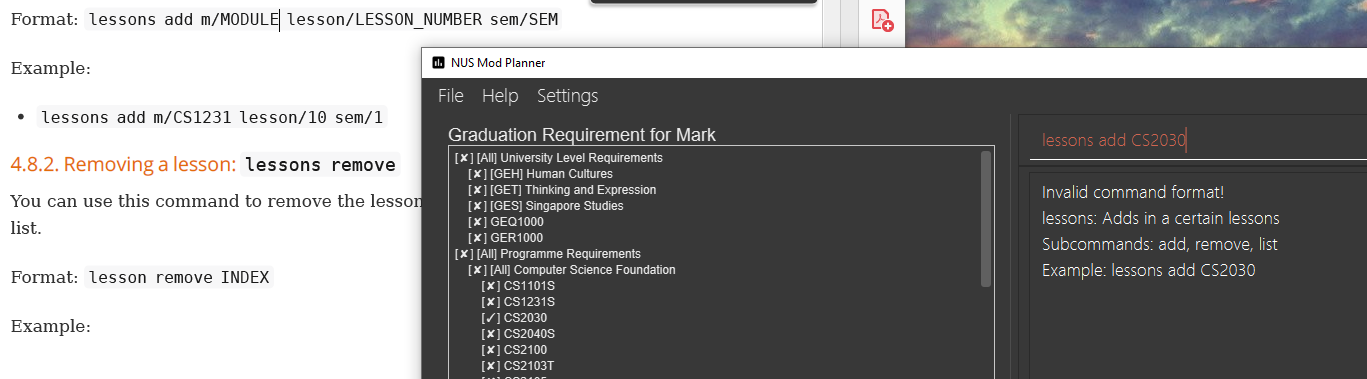 Format: lessons add m/MODULE lesson/LESSON_NUMBER sem/SEM
Example:
• lessons add m/CS1231 lesson/10 sem/1
4.8.2. Removing a lesson: lessons remove
You can use this command to remove the lesson
list.
Format: lesson remove INDEX
Example:
NUS Mod Planner
File Help Settings
Graduation Requirement for Mark
[✘] [All] University Level Requirements
[✘] [GEH] Human Cultures
[✘] [GET] Thinking and Expression
[✘] [GES] Singapore Studies
[✘] GEQ1000
[✘] GER1000
[✘] [All] Programme Requirements
[✘] [All] Computer Science Foundation
[✘] CS1101S
[✘] CS1231S
[✓] CS2030
[✘] CS2040S
[✘] CS2100
[✘] CS2103T
lessons add CS2030
Invalid command format!
lessons: Adds in a certain lessons
Subcommands: add, remove, list
Example: lessons add CS2030